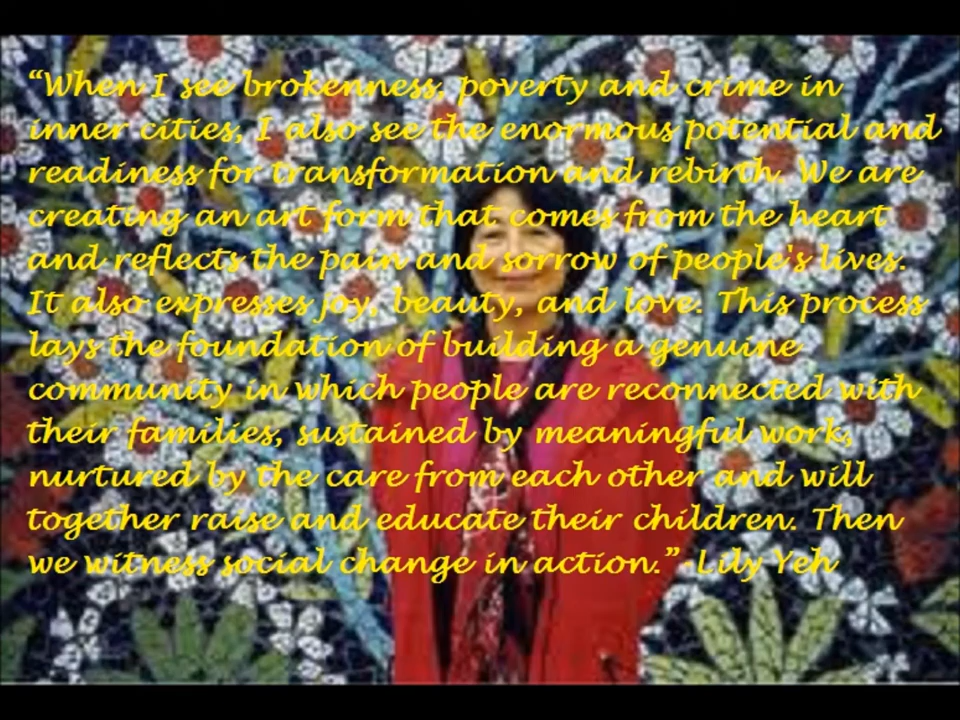 “When I see brokenness, poverty and crime in
inner cities, I also see the enormous potential and
readiness for transformation and rebirth. We are
creating an art form that comes from the heart
and reflects the pain and sorrow of people's lives.
It also expresses joy, beauty, and love. This process
lays the foundation of building a genuine
community in which people are reconnected with
their families, sustained by meaningful work,
nurtured by the care from each other and will
together raise and educate their children. Then
we witness social change in action.” -Lily Yeh